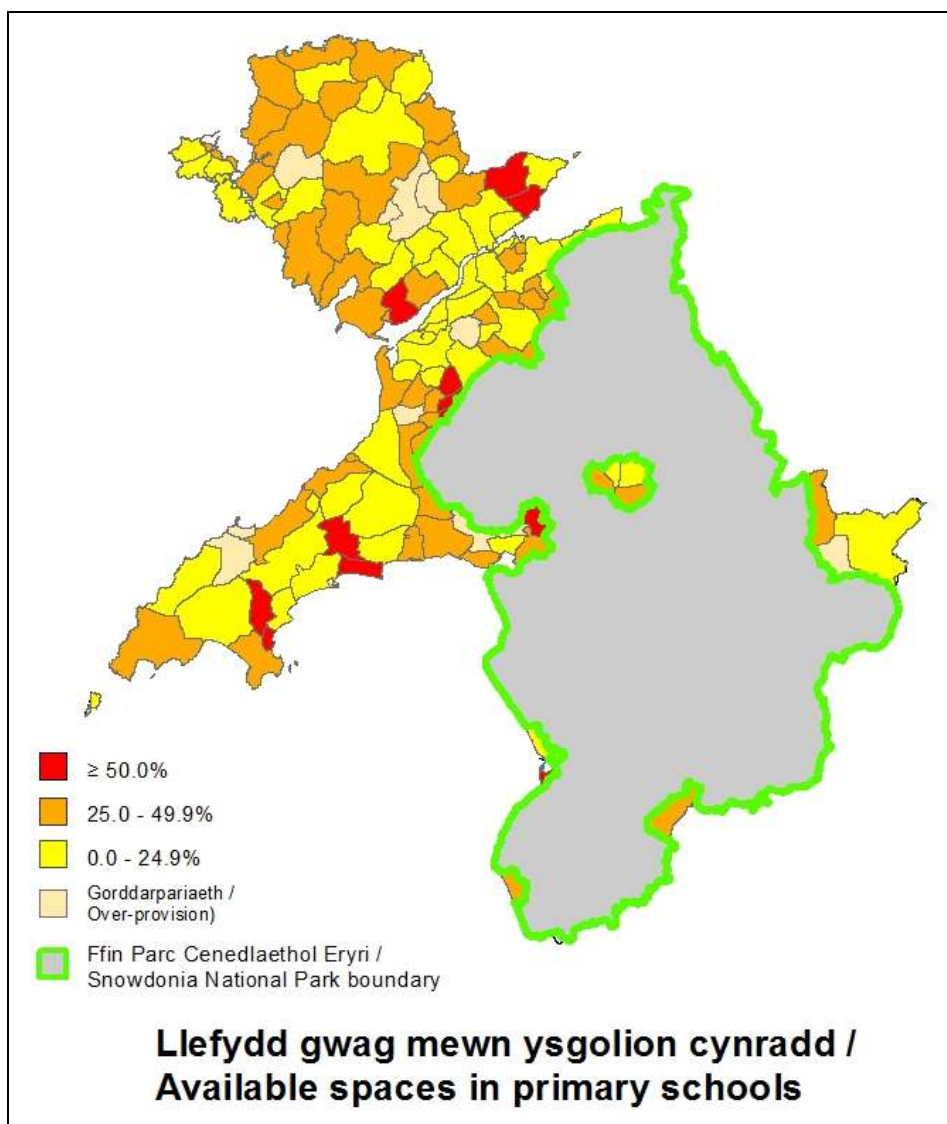 ≥ 50.0%
25.0 - 49.9%
0.0 - 24.9%
Gorddarpariaeth /
Over-provision)
Ffin Parc Cenedlaethol Eryri /
Snowdonia National Park boundary
Llefydd gwag mewn ysgolion cynradd /
Available spaces in primary schools